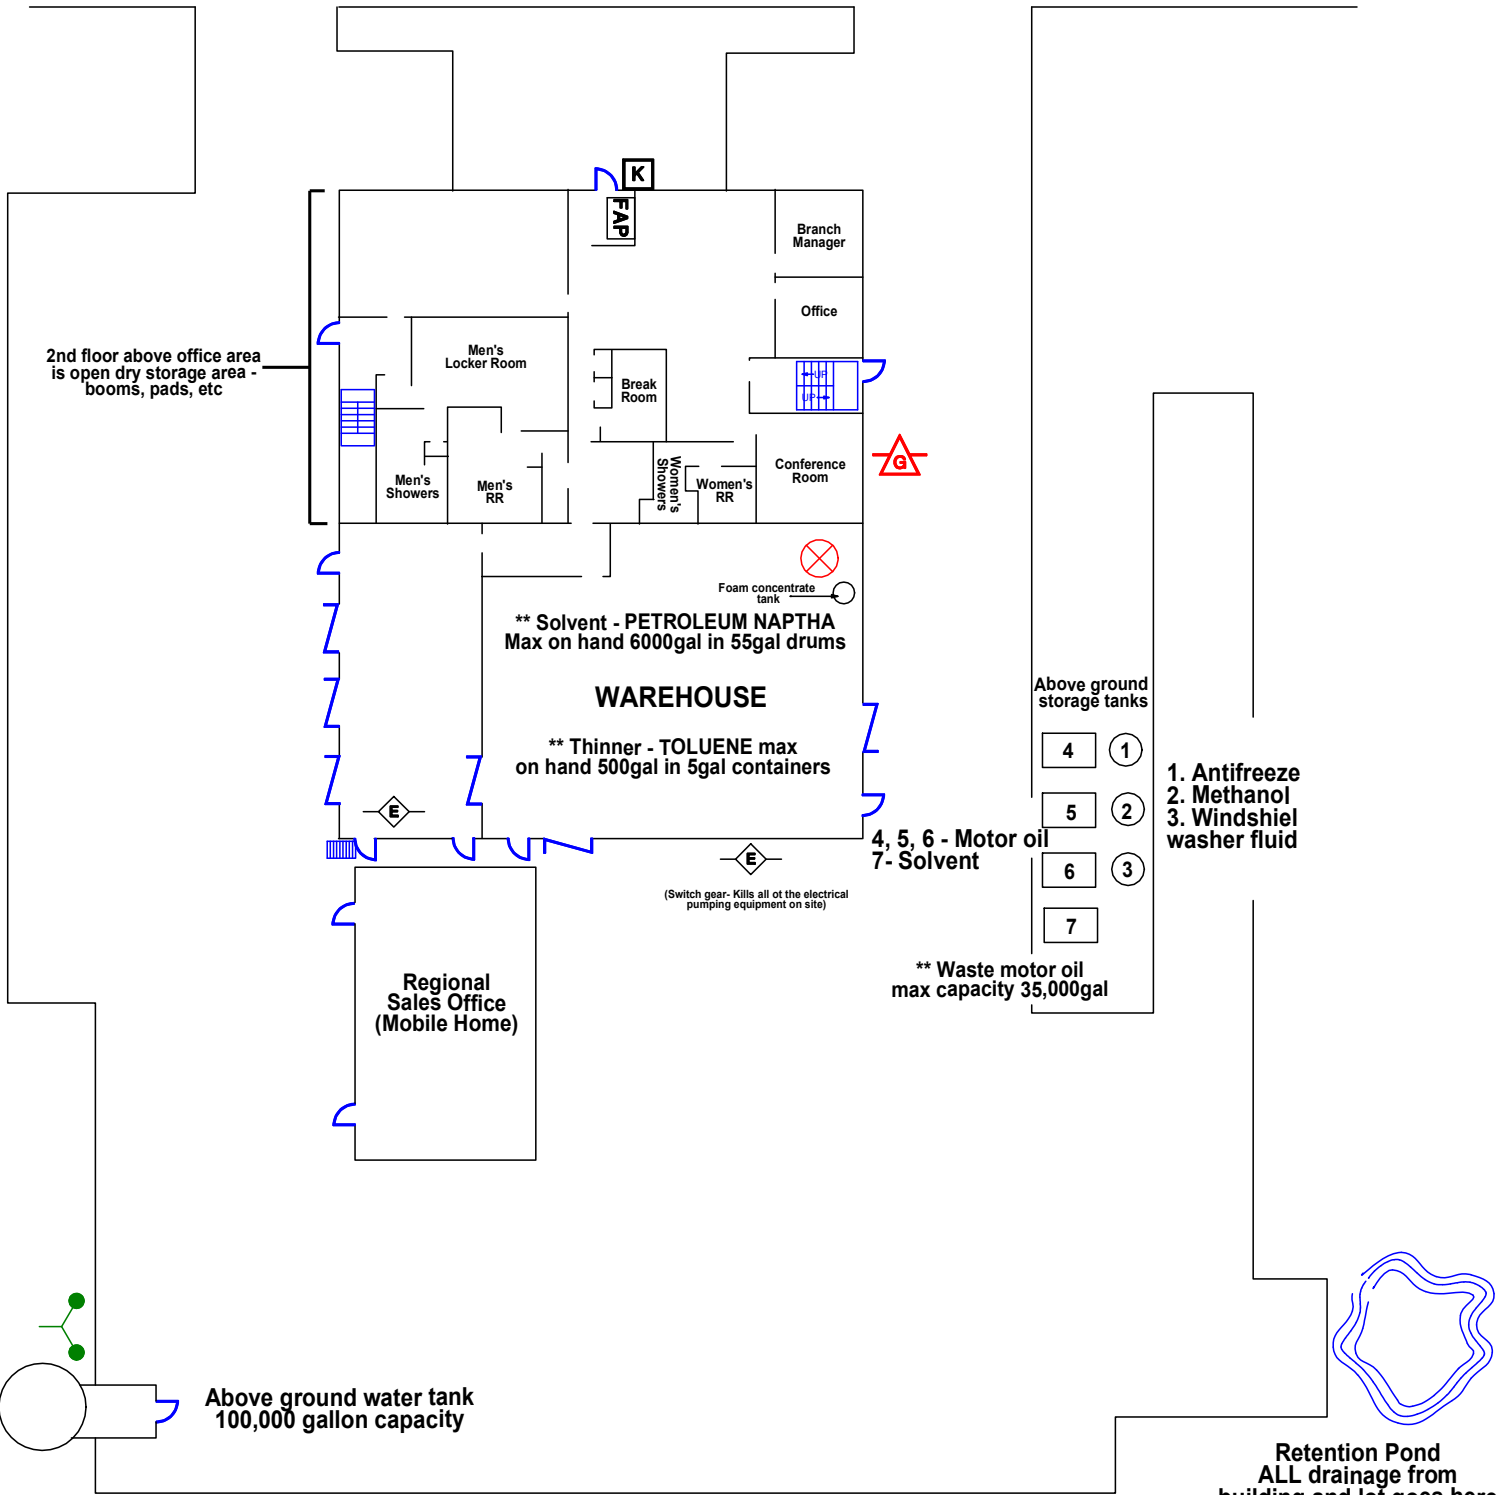 K
FAP
Branch
Manager
Office
2nd floor above office area
is open dry storage area -
booms, pads, etc
Men's
Locker Room
Break
Room
UP
UP
G
Conference
Room
Women's
Showers
Women's
RR
Men's
Showers
Men's
RR
Foam concentrate
tank
** Solvent - PETROLEUM NAPTHA
Max on hand 6000gal in 55gal drums
WAREHOUSE
** Thinner - TOLUENE max
on hand 500gal in 5gal containers
E
E
(Switch gear- Kills all ot the electrical
pumping equipment on site)
Above ground
storage tanks
4
1
5
2
6
3
7
1. Antifreeze
2. Methanol
3. Windshiel
washer fluid
4, 5, 6 - Motor oil
7- Solvent
** Waste motor oil
max capacity 35,000gal
Regional
Sales Office
(Mobile Home)
Above ground water tank
100,000 gallon capacity
Retention Pond
ALL drainage from
building and lot goes here